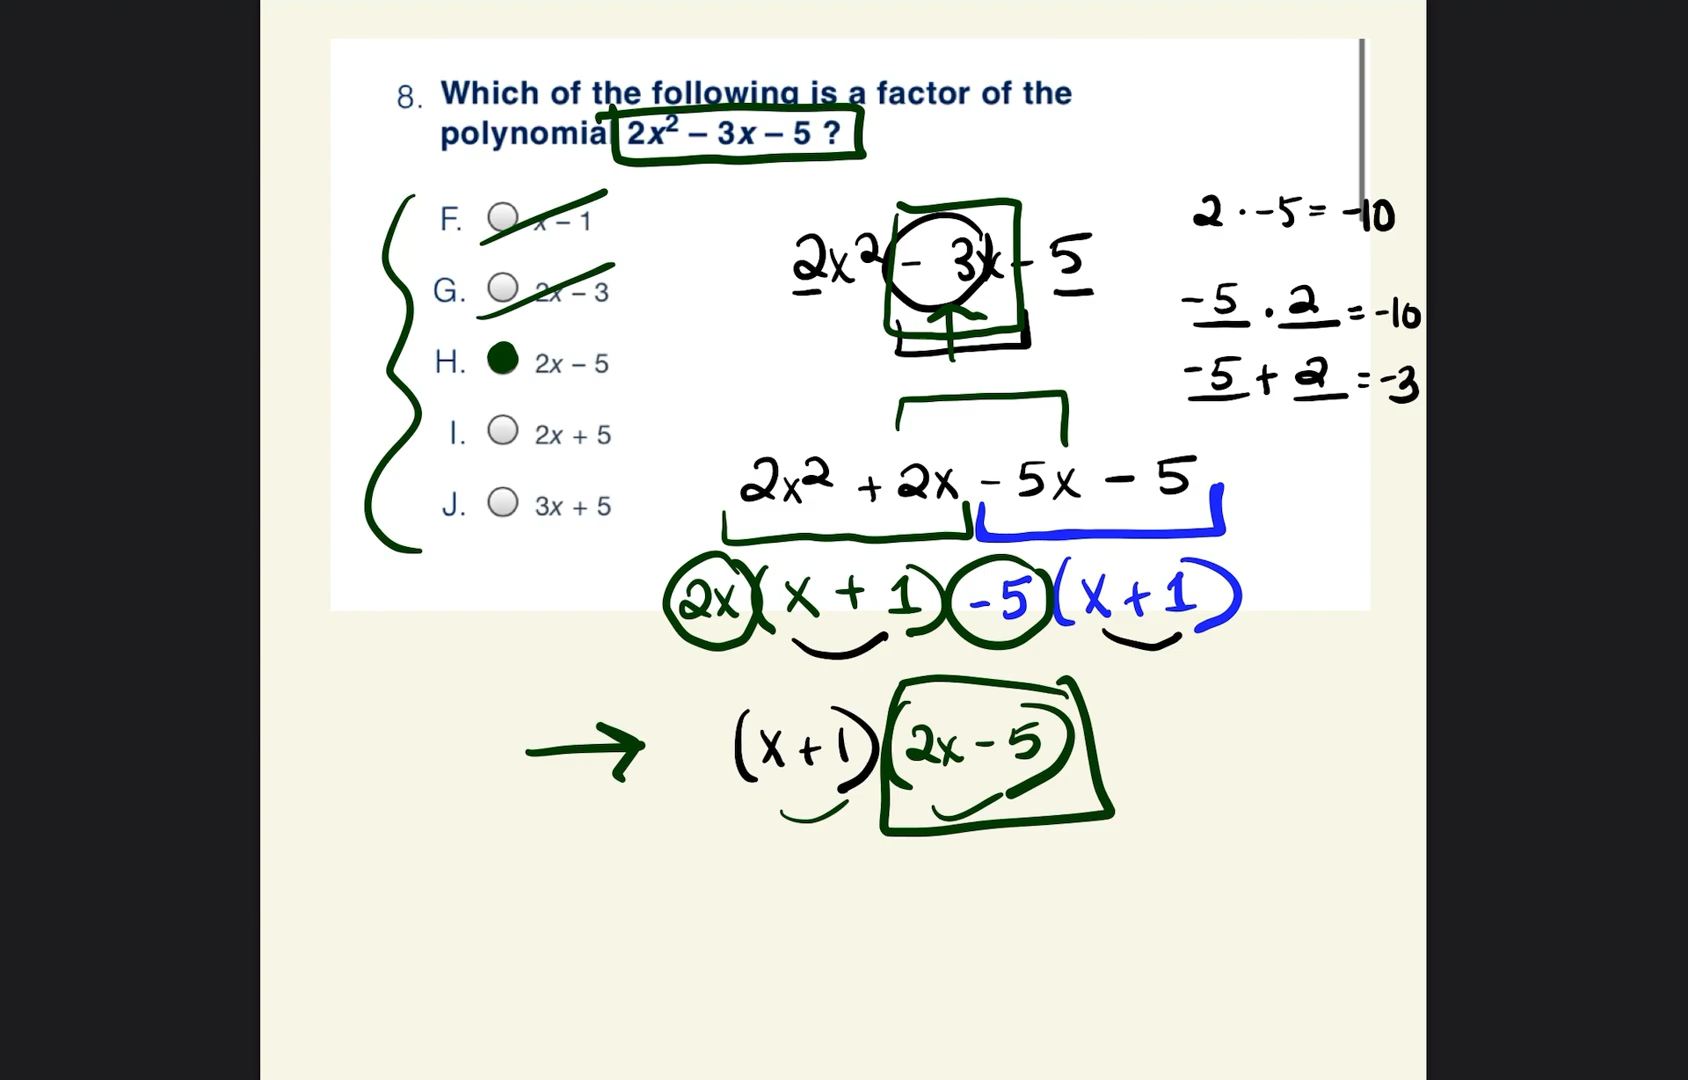 8. Which of the following is a factor of the
polynomial 2x² – 3x – 5 ?
F. x – 1
G. 2x – 3
H. 2x – 5
I. 2x + 5
J. 3x + 5
2x² - 3x - 5
2 · -5 = -10
-5 · 2 = -10
-5 + 2 = -3
2x² + 2x - 5x - 5
2x(x + 1) -5(x + 1)
→ (x + 1)(2x - 5)